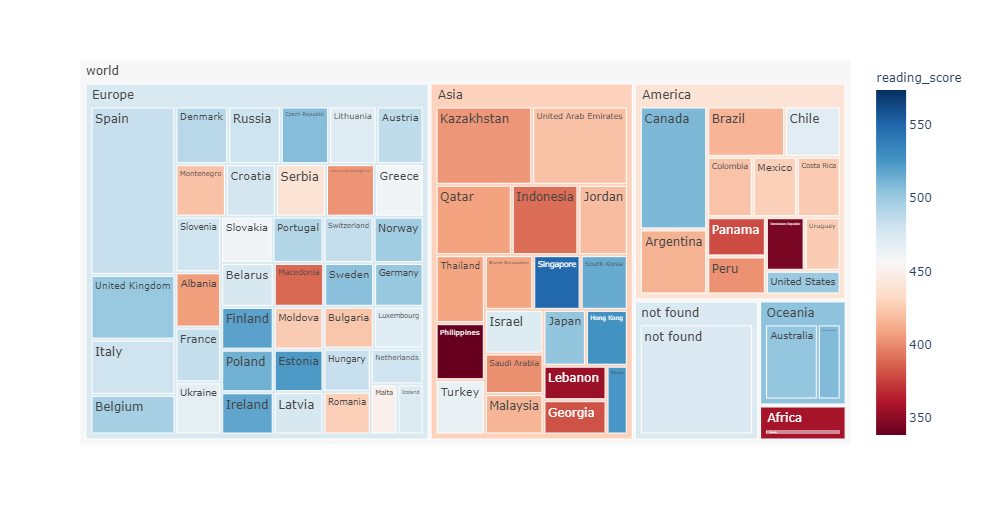 world
reading_score
Europe
Spain
Denmark
Russia
Czech Republic
Lithuania
Austria
Montenegro
Croatia
Serbia
Greece
Slovenia
Slovakia
Portugal
Switzerland
Norway
United Kingdom
Albania
Belarus
Macedonia
Sweden
Germany
Italy
France
Finland
Moldova
Bulgaria
Luxembourg
Poland
Estonia
Hungary
Netherlands
Belgium
Ukraine
Ireland
Latvia
Romania
Malta
Iceland
Asia
Kazakhstan
United Arab Emirates
Qatar
Indonesia
Jordan
Thailand
Brunei Darussalam
Singapore
South Korea
Philippines
Israel
Japan
Hong Kong
Saudi Arabia
Lebanon
Turkey
Malaysia
Georgia
America
Canada
Brazil
Chile
Colombia
Mexico
Costa Rica
Argentina
Panama
Dominican Republic
Uruguay
Peru
United States
not found
not found
Oceania
Australia
Africa
550
500
450
400
350